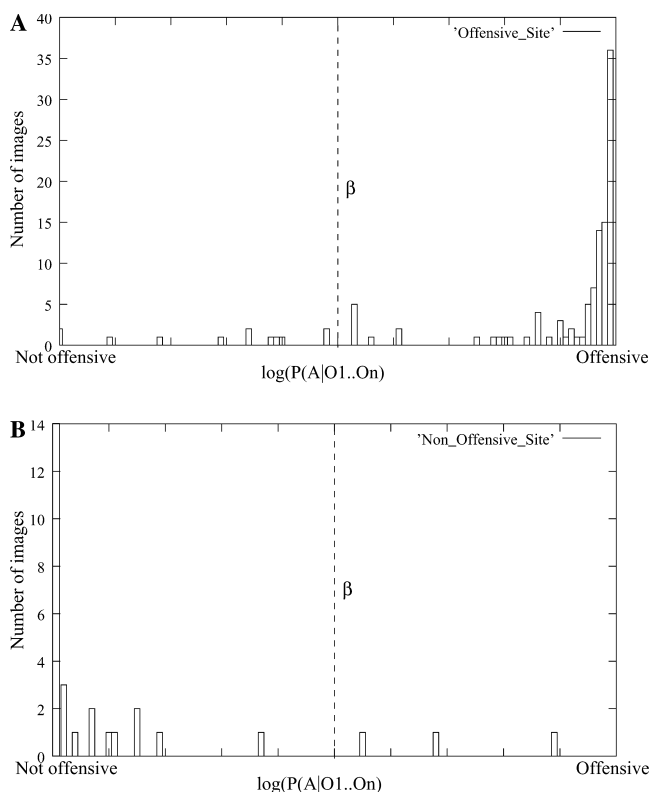 A
40
'Offensive_Site'
35
30
25
20
15
10
5
0
Number of images
β
Not offensive
Offensive
log(P(A|O1..On)
B
14
'Non_Offensive_Site'
12
10
8
6
4
2
0
Number of images
β
Not offensive
Offensive
log(P(A|O1..On)